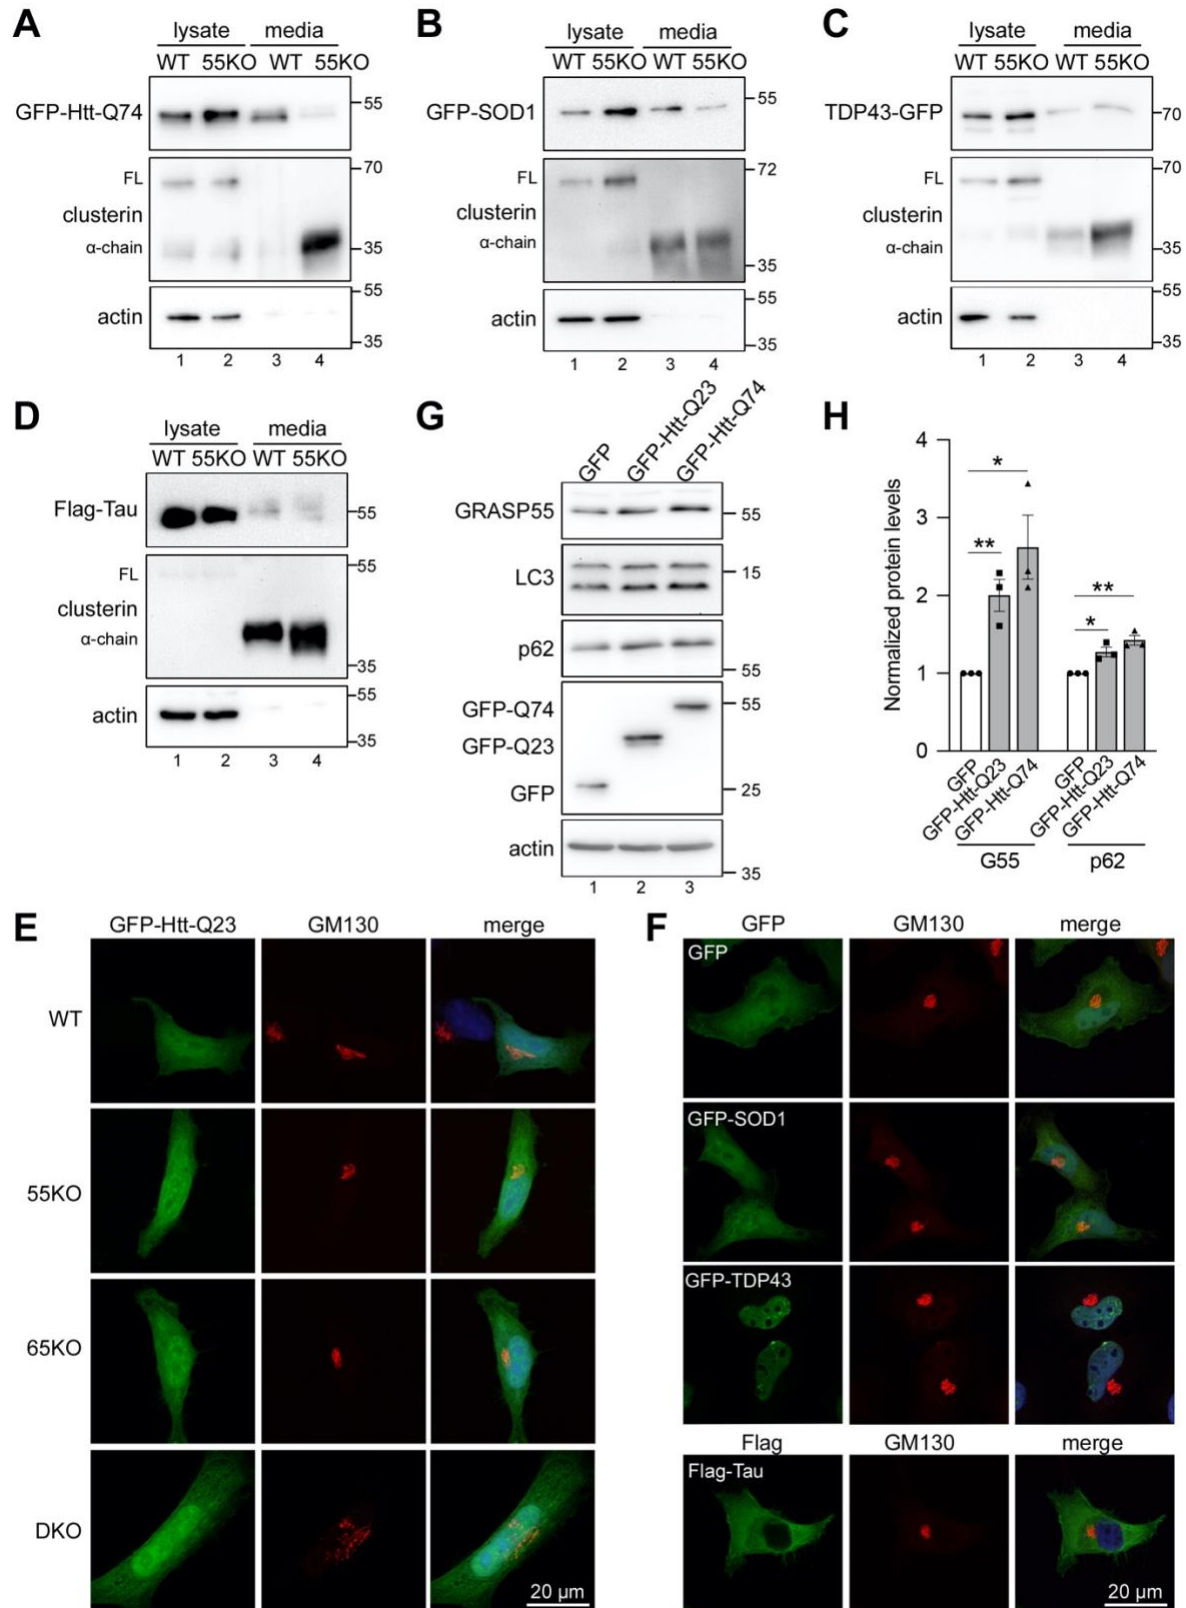 A
lysate media
WT 55KO WT 55KO
GFP-Htt-Q74
55
FL
70
clusterin
α-chain
35
actin
55
35
1 2 3 4
B
lysate media
WT 55KO WT 55KO
GFP-SOD1
55
FL
72
clusterin
α-chain
35
actin
55
35
1 2 3 4
C
lysate media
WT 55KO WT 55KO
TDP43-GFP
70
FL
70
clusterin
α-chain
35
actin
55
35
1 2 3 4
D
lysate media
WT 55KO WT 55KO
Flag-Tau
55
FL
55
clusterin
α-chain
35
actin
55
35
1 2 3 4
G
GFP
GFP-Htt-Q23
GFP-Htt-Q74
GRASP55
55
LC3
15
p62
55
GFP-Q74
55
GFP-Q23
GFP
25
actin
35
1 2 3
H
Normalized protein levels
4
3
2
1
0
*
**
**
*
GFP
GFP-Htt-Q23
GFP-Htt-Q74
GFP
GFP-Htt-Q23
GFP-Htt-Q74
G55 p62
E
GFP-Htt-Q23 GM130 merge
WT
55KO
65KO
DKO
20 µm
F
GFP GM130 merge
GFP
GFP-SOD1
GFP-TDP43
Flag GM130 merge
Flag-Tau
20 µm